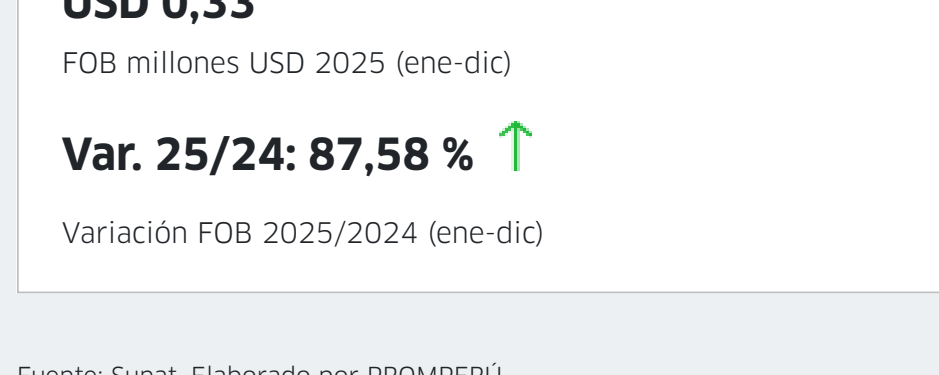 USD 0,33
FOB millones USD 2025 (ene-dic)
Var. 25/24: 87,58 %
Variación FOB 2025/2024 (ene-dic)
Fuente: Sunat. Elaborado por PROMPERÚ